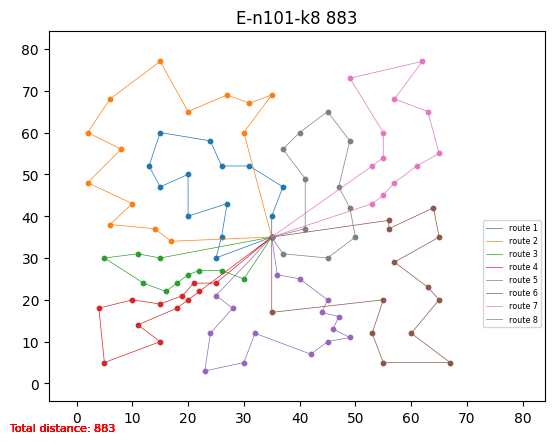 E-n101-k8 883
80
70
60
50
40
30
20
10
0
route 1
route 2
route 3
route 4
route 5
route 6
route 7
route 8
0 10 20 30 40 50 60 70 80
Total distance: 883